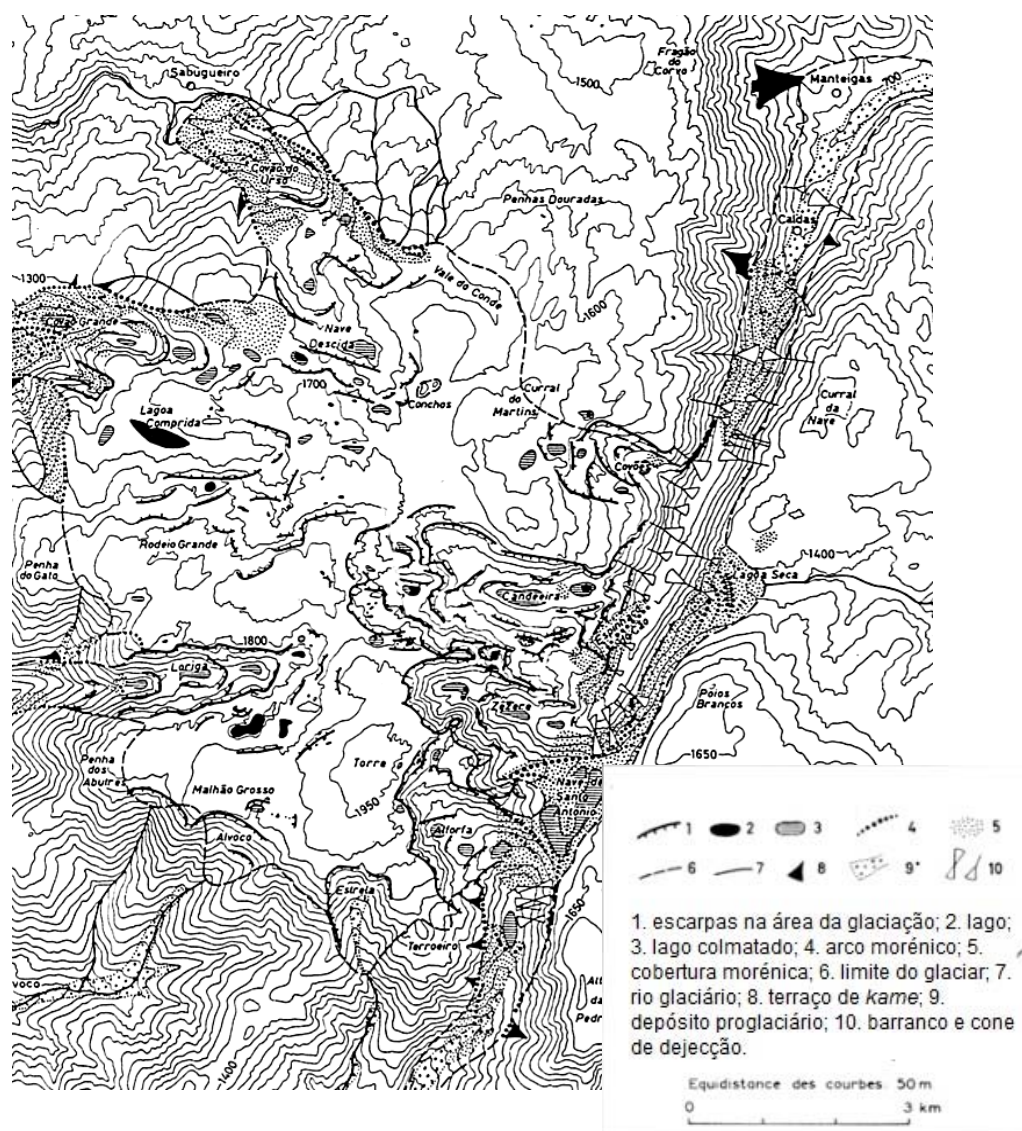 Fragão
do
Corvo
Sabugueiro
1500
Manteigas
700
Covão do
Urso
Penhas Douradas
Caldas
Vale do Conde
1300
1600
Grande
Nave
Descida
1700
Conchos
Curral
do
Martins
Curral
da
Nave
Lagoa
Comprida
Covões
Rodeio Grande
1400
Penha
do Gato
Lagoa Seca
Candeeira
1800
Loriga
Zêzere
Poios
Brancos
1650
Torre
Penha
dos
Abutres
Malhão Grosso
1950
Nave de
Santo
António
Alvoco
Alforfa
Estrela
1650
Terroeiro
voco
Alt
da
Pedr
1400
1 2 3 4 5
6 7 8 9 10
1. escarpas na área da glaciação; 2. lago;
3. lago colmatado; 4. arco morénico; 5.
cobertura morénica; 6. limite do glaciar; 7.
rio glaciário; 8. terraço de kame; 9.
depósito proglaciário; 10. barranco e cone
de dejecção.
Equidistance des courbes 50 m
0 3 km